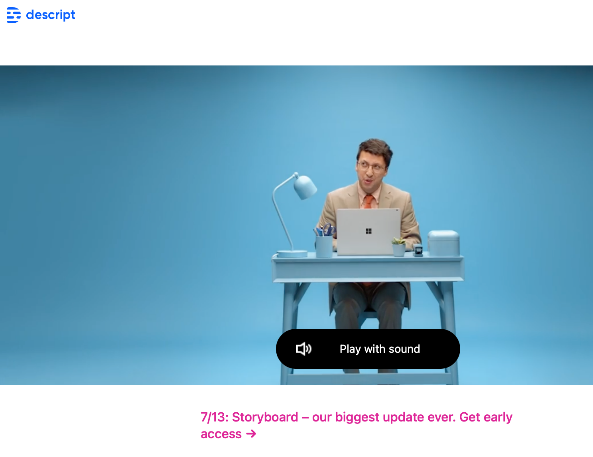 descript
Play with sound
7/13: Storyboard – our biggest update ever. Get early
access →